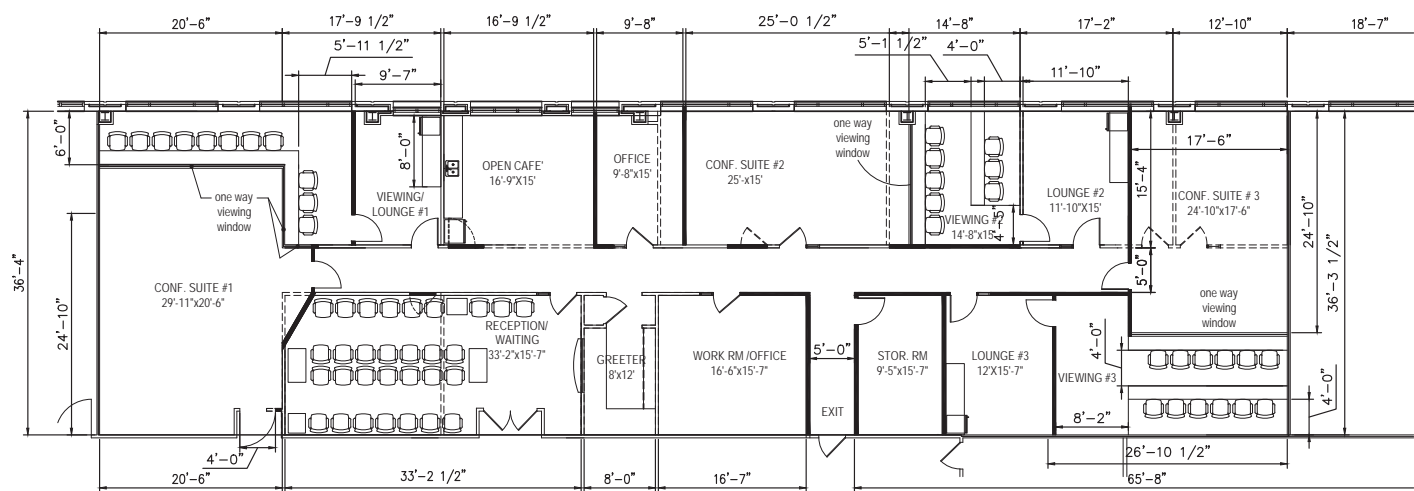 20'-6"
17'-9 1/2"
16'-9 1/2"
9'-8"
25'-0 1/2"
14'-8"
17'-2"
12'-10"
18'-7"
5'-11 1/2"
5'-1 1/2"
4'-0"
9'-7"
11'-10"
6'-0"
8'-0"
one way
viewing
window
17'-6"
OPEN CAFE'
16'-9"X15'
OFFICE
9'-8"x15'
CONF. SUITE #2
25'-x15'
15'-4"
VIEWING/
LOUNGE #1
LOUNGE #2
11'-10"X15'
CONF. SUITE # 3
24'-10"x17'-6"
one way
viewing
window
4'-5"
VIEWING #2
14'-8"x15'
24'-10"
36'-4"
24'-10"
36'-3 1/2"
5'-0"
CONF. SUITE #1
29'-11"x20'-6"
one way
viewing
window
RECEPTION/
WAITING
33'-2"x15'-7"
GREETER
8'x12'
WORK RM /OFFICE
16'-6"x15'-7"
5'-0"
STOR. RM
9'-5"x15'-7"
LOUNGE #3
12'X15'-7"
4'-0"
VIEWING #3
4'-0"
EXIT
8'-2"
4'-0"
26'-10 1/2"
20'-6"
33'-2 1/2"
8'-0"
16'-7"
65'-8"